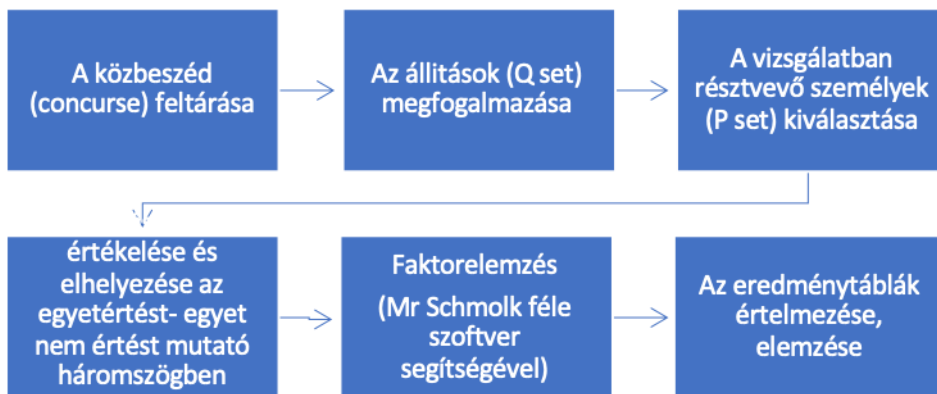 A közbeszéd
(concurse) feltárása
Az állitások (Q set)
megfogalmazása
A vizsgálatban
résztvevő személyek
(P set) kiválasztása
értékelése és
elhelyezése az
egyetértést- egyet
nem értést mutató
háromszögben
Faktorelemzés
(Mr Schmolk féle
szoftver
segítségével)
Az eredménytáblák
értelmezése,
elemzése